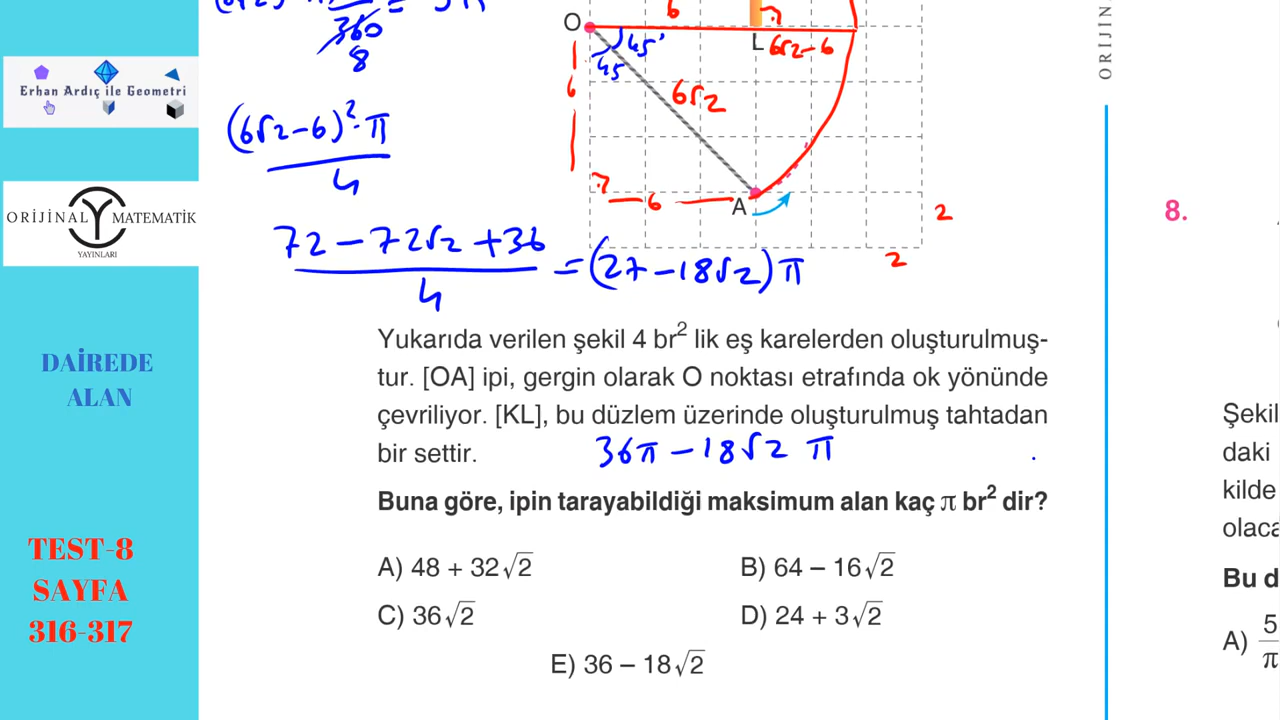 360
8
O
6
L
6√2-6
45°
45
6
6√2
6
A
2
2
ORİJİN
Erhan Ardıç ile Geometri
(6√2-6)²·π
4
ORİJİNAL MATEMATİK
YAYINLARI
72-72√2+36
4
=(27-18√2)π
8.
DAİREDE
ALAN
Yukarıda verilen şekil 4 br² lik eş karelerden oluşturulmuş-
tur. [OA] ipi, gergin olarak O noktası etrafında ok yönünde
çevriliyor. [KL], bu düzlem üzerinde oluşturulmuş tahtadan
bir settir.
36π-18√2 π
Buna göre, ipin tarayabildiği maksimum alan kaç π br² dir?
A) 48 + 32√2
B) 64 – 16√2
C) 36√2
D) 24 + 3√2
E) 36 – 18√2
TEST-8
SAYFA
316-317
Şekil
daki
kilde
olaca
Bu d
A) 5
π